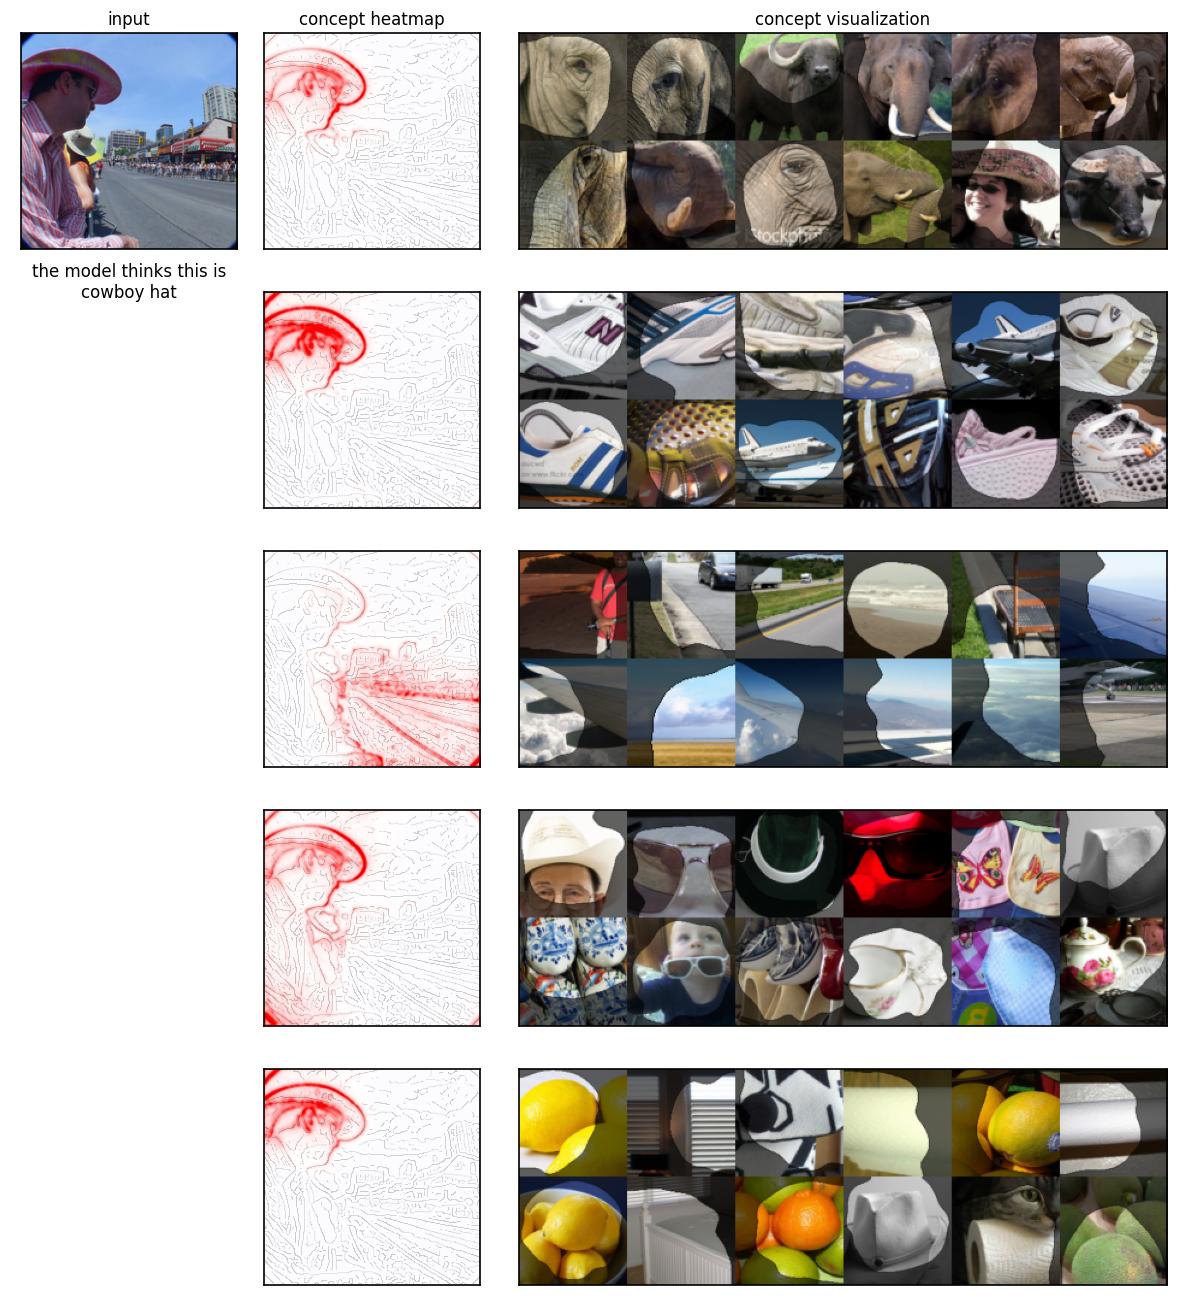 input
concept heatmap
concept visualization
the model thinks this is
cowboy hat
N